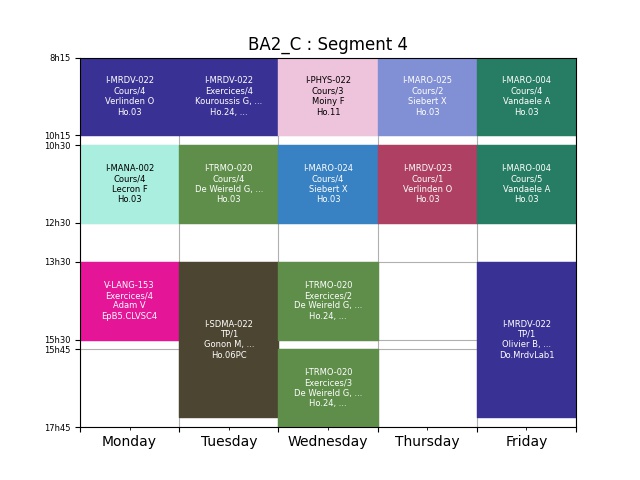 BA2_C : Segment 4
8h15
10h15
10h30
12h30
13h30
15h30
15h45
17h45
I-MRDV-022
Cours/4
Verlinden O
Ho.03
I-MRDV-022
Exercices/4
Kouroussis G, ...
Ho.24, ...
I-PHYS-022
Cours/3
Moiny F
Ho.11
I-MARO-025
Cours/2
Siebert X
Ho.03
I-MARO-004
Cours/4
Vandaele A
Ho.03
I-MANA-002
Cours/4
Lecron F
Ho.03
I-TRMO-020
Cours/4
De Weireld G, ...
Ho.03
I-MARO-024
Cours/4
Siebert X
Ho.03
I-MRDV-023
Cours/1
Verlinden O
Ho.03
I-MARO-004
Cours/5
Vandaele A
Ho.03
V-LANG-153
Exercices/4
Adam V
EpB5.CLVSC4
I-SDMA-022
TP/1
Gonon M, ...
Ho.06PC
I-TRMO-020
Exercices/2
De Weireld G, ...
Ho.24, ...
I-MRDV-022
TP/1
Olivier B, ...
Do.MrdvLab1
I-TRMO-020
Exercices/3
De Weireld G, ...
Ho.24, ...
Monday
Tuesday
Wednesday
Thursday
Friday